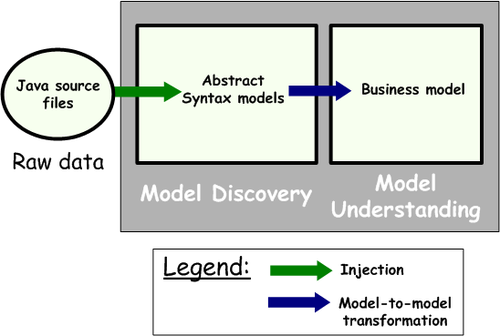 Java source
files
Raw data
Abstract
Syntax models
Business model
Model Discovery
Model
Understanding
Legend:
Injection
Model-to-model
transformation